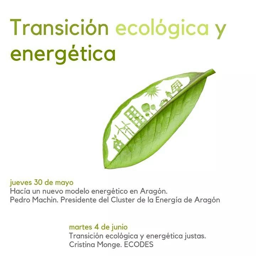 Transición ecológica y
energética
jueves 30 de mayo
Hacia un nuevo modelo energético en Aragón.
Pedro Machín. Presidente del Cluster de la Energía de Aragón
martes 4 de junio
Transición ecológica y energética justas.
Cristina Monge. ECODES